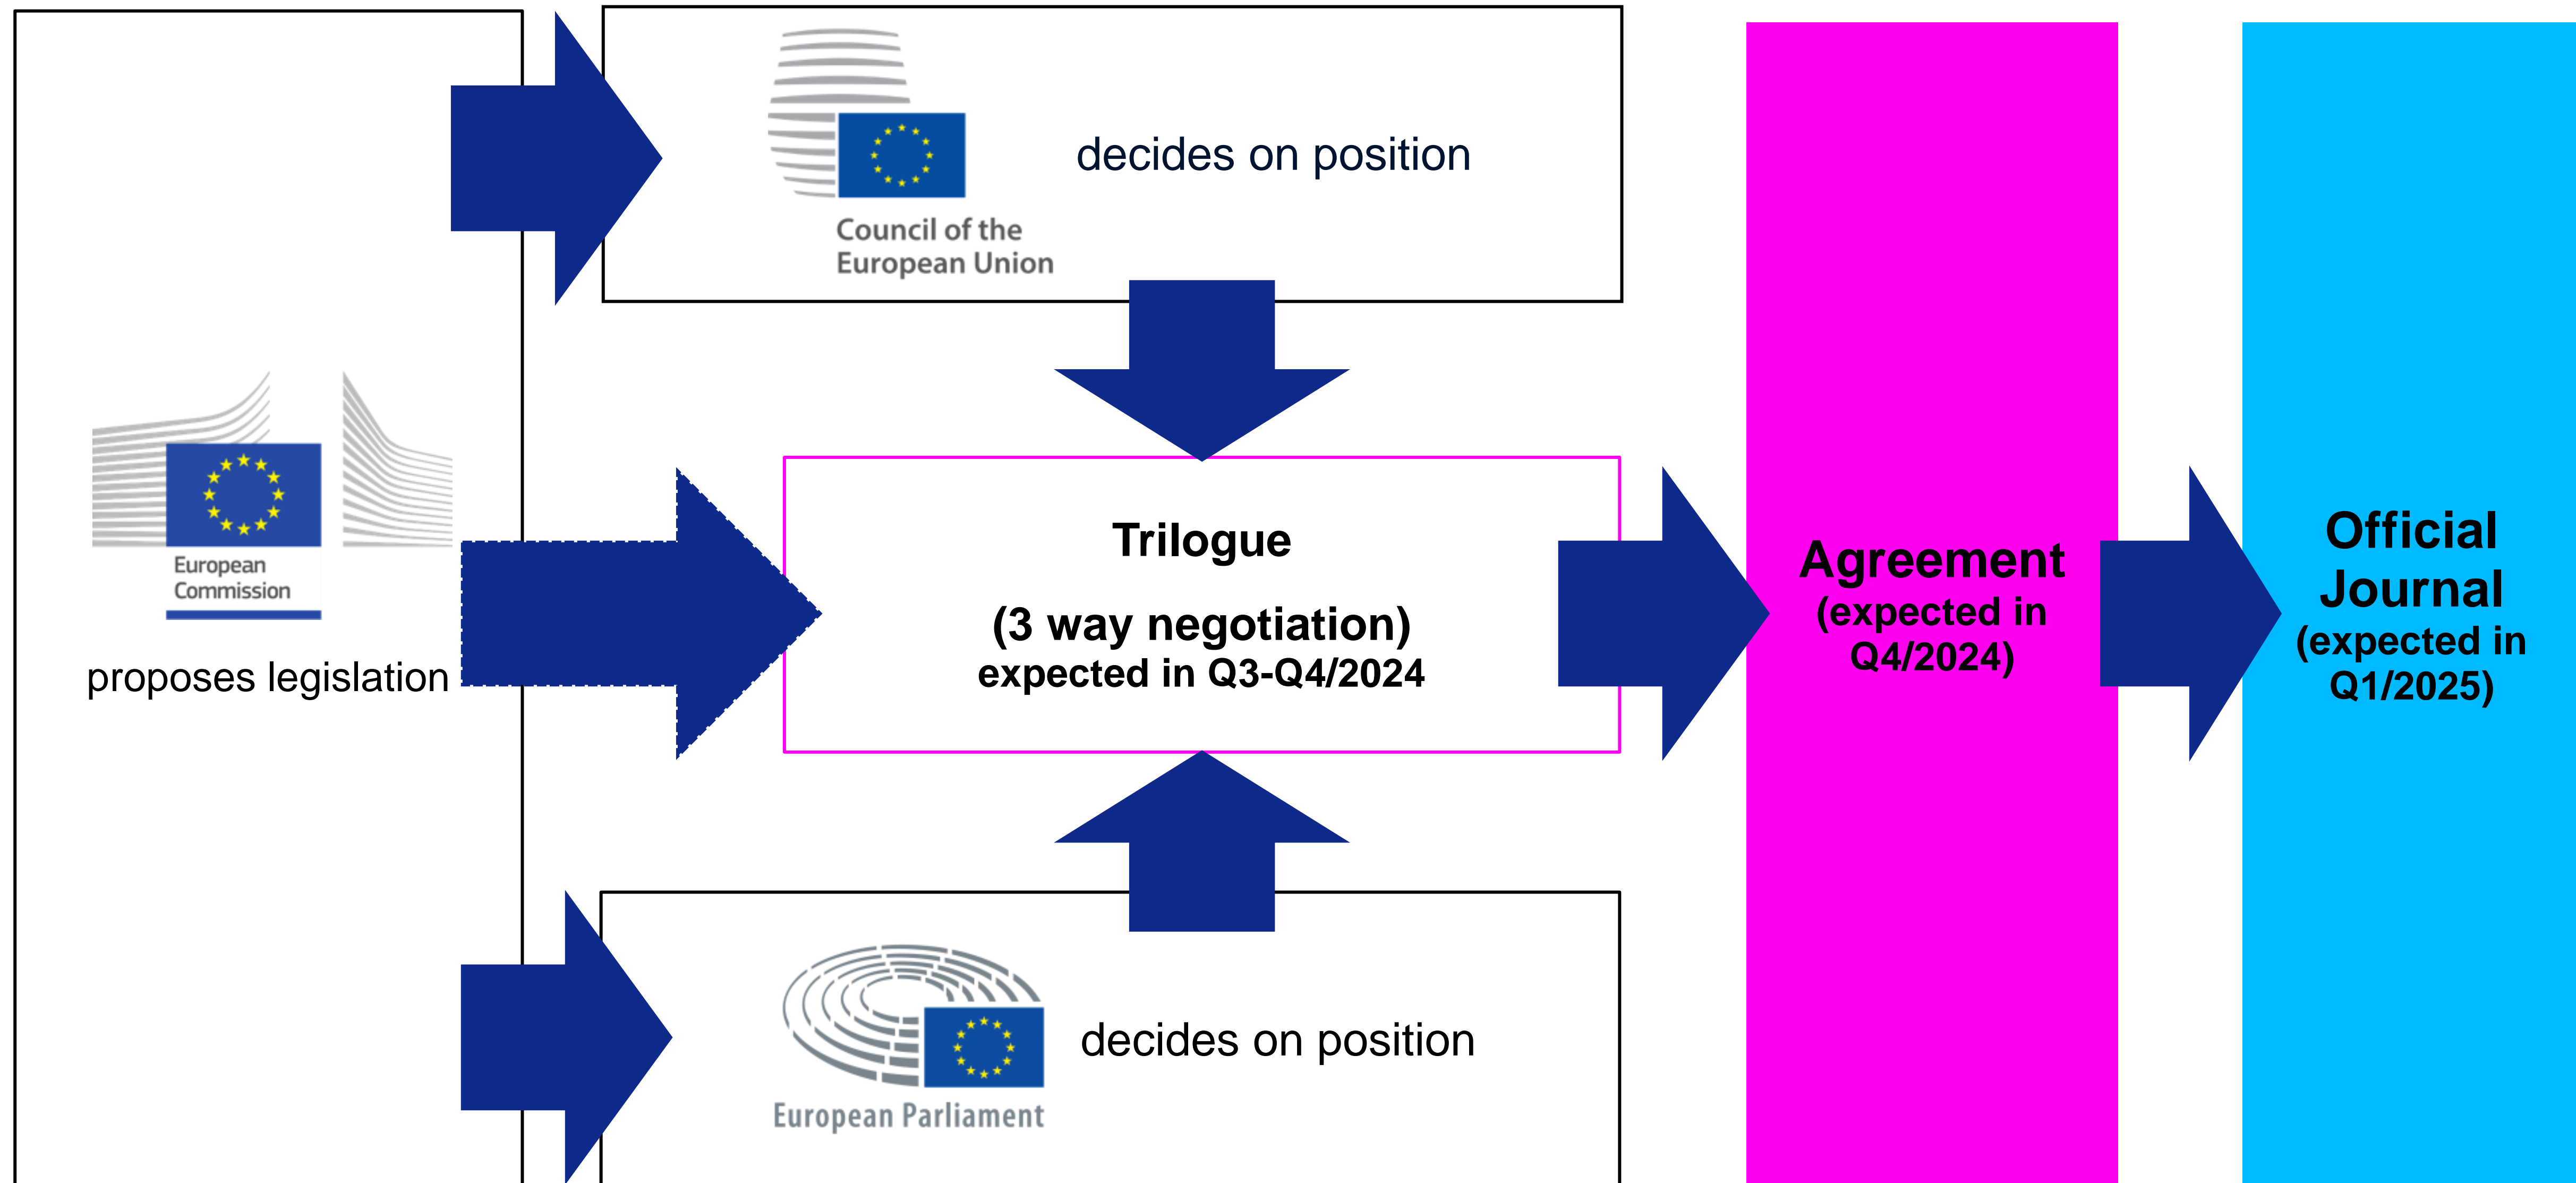 European
Commission
proposes legislation
Council of the
European Union
decides on position
Trilogue
(3 way negotiation)
expected in Q3-Q4/2024
European Parliament
decides on position
Agreement
(expected in
Q4/2024)
Official
Journal
(expected in
Q1/2025)